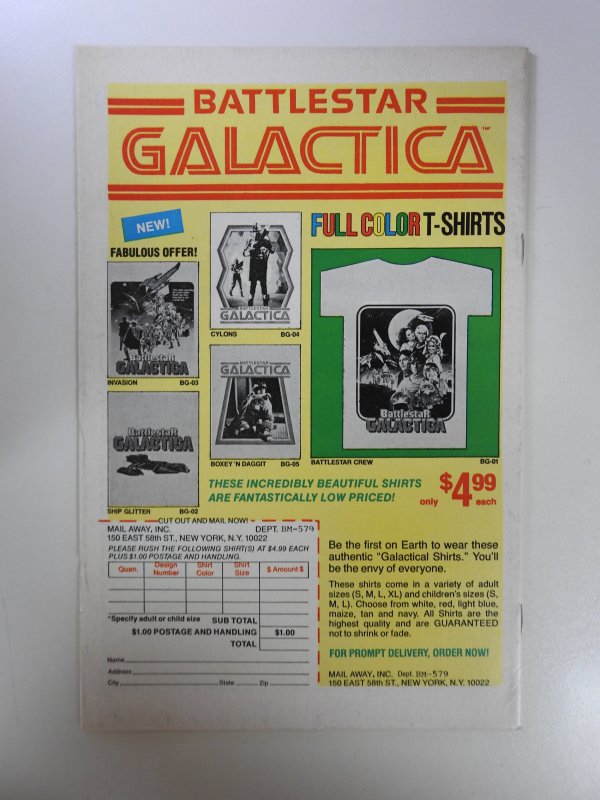 BATTLESTAR
GALACTICA™
NEW!
FABULOUS OFFER!
FULL COLOR T-SHIRTS
Battlestar
GALACTICA
INVASION BG-03
BATTLESTAR
GALACTICA
CYLONS BG-04
Battlestar
GALACTICA
SHIP GLITTER BG-02
BATTLESTAR
GALACTICA
BOXEY 'N DAGGIT BG-05
Battlestar
GALACTICA
BATTLESTAR CREW BG-01
THESE INCREDIBLY BEAUTIFUL SHIRTS
ARE FANTASTICALLY LOW PRICED!
only $4.99 each
CUT OUT AND MAIL NOW!
MAIL AWAY, INC. DEPT. BM-579
150 EAST 58th ST., NEW YORK, N.Y. 10022
PLEASE RUSH THE FOLLOWING SHIRT(S) AT $4.99 EACH
PLUS $1.00 POSTAGE AND HANDLING.
Quan. Design Number Shirt Color Shirt Size $ Amount $
*Specify adult or child size SUB TOTAL
$1.00 POSTAGE AND HANDLING $1.00
TOTAL
Name
Address
City State Zip
Be the first on Earth to wear these
authentic "Galactical Shirts." You'll
be the envy of everyone.
These shirts come in a variety of adult
sizes (S, M, L, XL) and children's sizes (S,
M, L). Choose from white, red, light blue,
maize, tan and navy. All Shirts are the
highest quality and are GUARANTEED
not to shrink or fade.
FOR PROMPT DELIVERY, ORDER NOW!
MAIL AWAY, INC. Dept. BM-579
150 EAST 58th ST., NEW YORK, N.Y. 10022